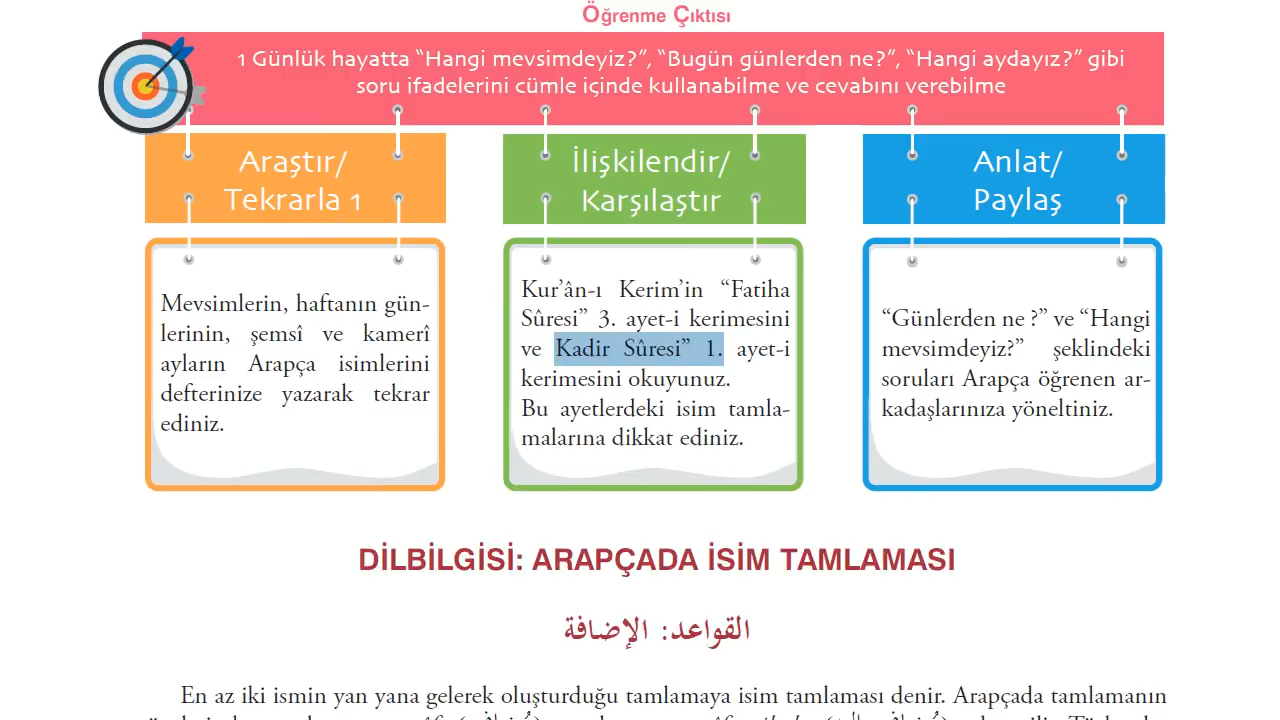 Öğrenme Çıktısı
1 Günlük hayatta “Hangi mevsimdeyiz?”, “Bugün günlerden ne?”, “Hangi aydayız?” gibi
soru ifadelerini cümle içinde kullanabilme ve cevabını verebilme
Araştır/
Tekrarla 1
Mevsimlerin, haftanın gün-
lerinin, şemsî ve kamerî
ayların Arapça isimlerini
defterinize yazarak tekrar
ediniz.
İlişkilendir/
Karşılaştır
Kur’ân-ı Kerim’in “Fatiha
Sûresi” 3. ayet-i kerimesini
ve Kadir Sûresi” 1. ayet-i
kerimesini okuyunuz.
Bu ayetlerdeki isim tamla-
malarına dikkat ediniz.
Anlat/
Paylaş
“Günlerden ne ?” ve “Hangi
mevsimdeyiz?” şeklindeki
soruları Arapça öğrenen ar-
kadaşlarınıza yöneltiniz.
DİLBİLGİSİ: ARAPÇADA İSİM TAMLAMASI
القواعد: الإضافة
En az iki ismin yan yana gelerek oluşturduğu tamlamaya isim tamlaması denir. Arapçada tamlamanın